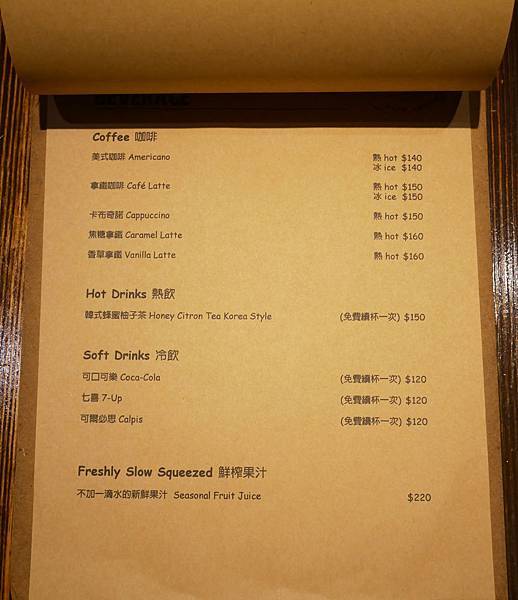 BEVERAGE
Coffee 咖啡
美式咖啡 Americano 熱 hot $140
冰 ice $140
拿鐵咖啡 Café Latte 熱 hot $150
冰 ice $150
卡布奇諾 Cappuccino 熱 hot $150
焦糖拿鐵 Caramel Latte 熱 hot $160
香草拿鐵 Vanilla Latte 熱 hot $160
Hot Drinks 熱飲
韓式蜂蜜柚子茶 Honey Citron Tea Korea Style (免費續杯一次) $150
Soft Drinks 冷飲
可口可樂 Coca-Cola (免費續杯一次) $120
七喜 7-Up (免費續杯一次) $120
可爾必思 Calpis (免費續杯一次) $120
Freshly Slow Squeezed 鮮榨果汁
不加一滴水的新鮮果汁 Seasonal Fruit Juice $220